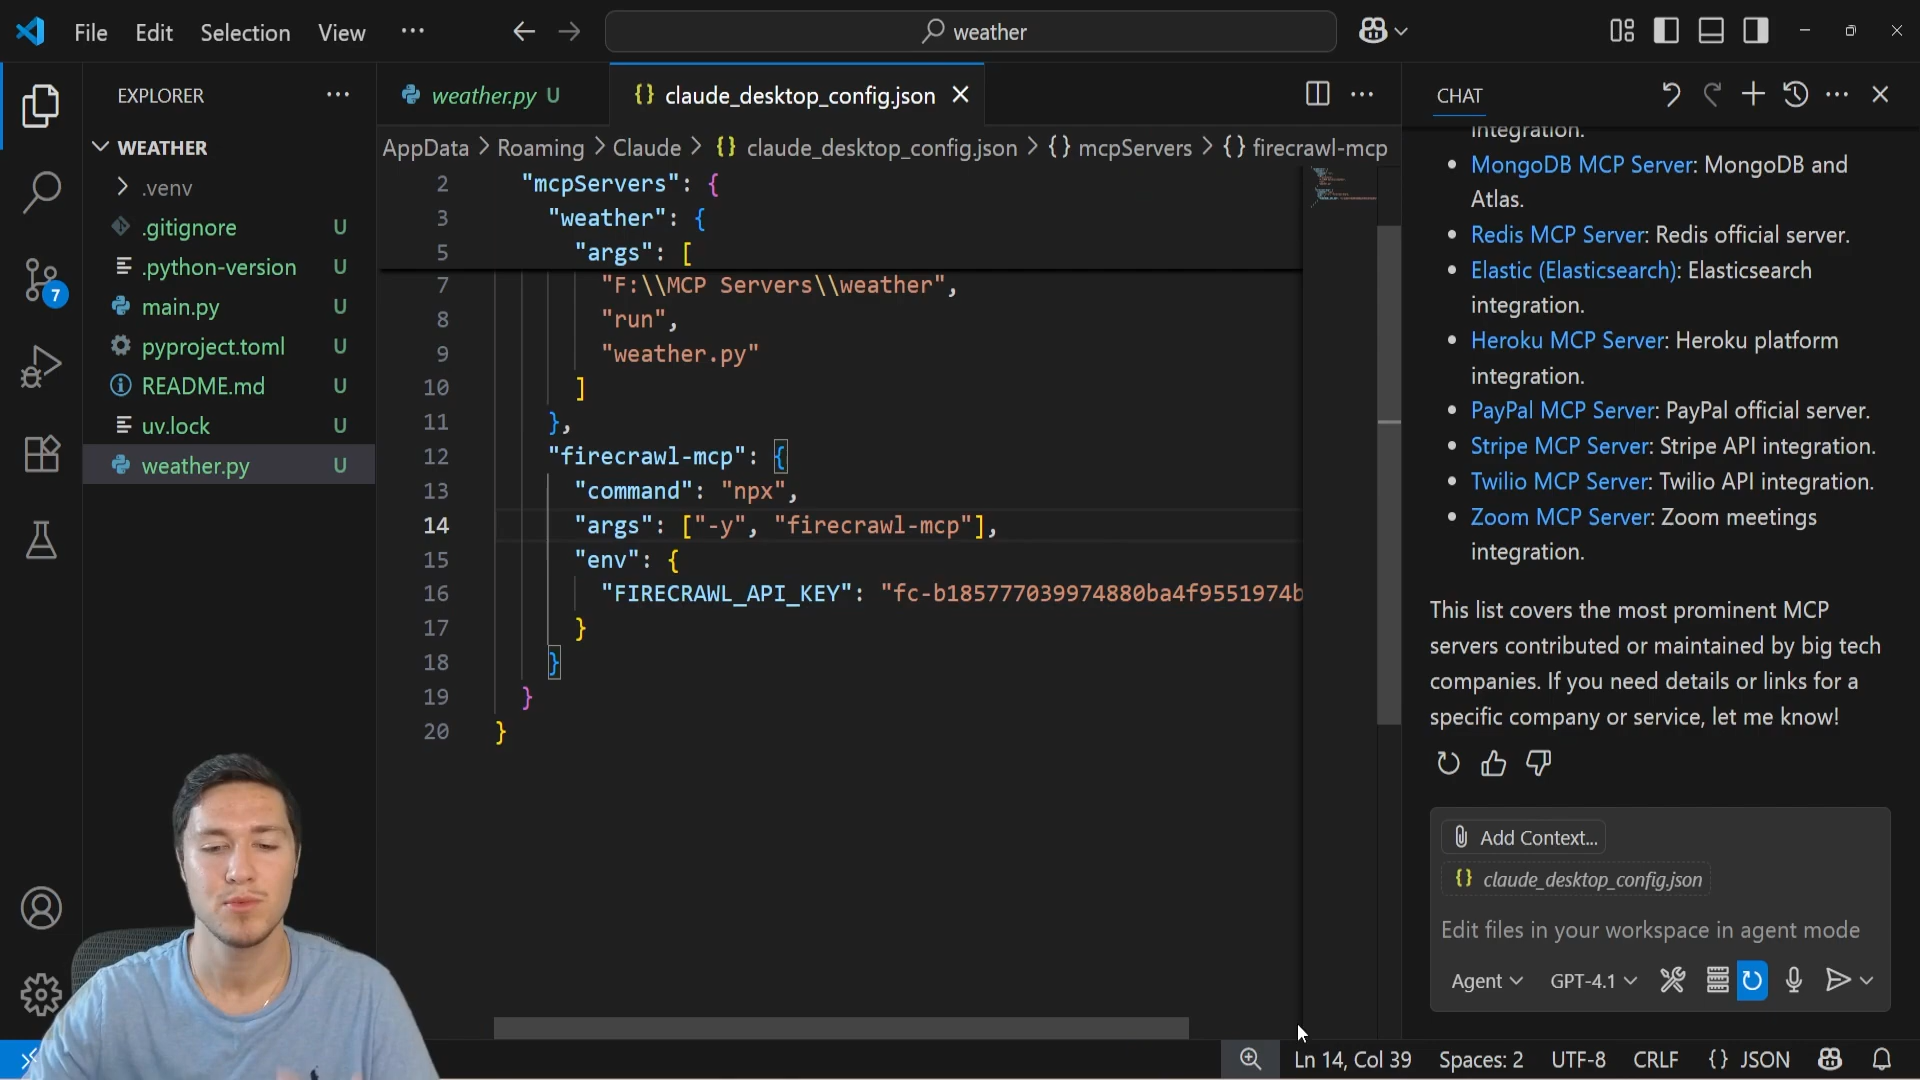 File Edit Selection View ··· weather
EXPLORER ···
WEATHER
.venv
.gitignore U
.python-version U
main.py U
pyproject.toml U
README.md U
uv.lock U
weather.py U
7
weather.py U {} claude_desktop_config.json ···
AppData > Roaming > Claude > {} claude_desktop_config.json > {} mcpServers > {} firecrawl-mcp
2 "mcpServers": {
3 "weather": {
5 "args": [
7 "F:\\MCP Servers\\weather",
8 "run",
9 "weather.py"
10 ]
11 },
12 "firecrawl-mcp": {
13 "command": "npx",
14 "args": ["-y", "firecrawl-mcp"],
15 "env": {
16 "FIRECRAWL_API_KEY": "fc-b185777039974880ba4f9551974b
17 }
18 }
19 }
20 }
CHAT ···
integration.
• MongoDB MCP Server: MongoDB and
Atlas.
• Redis MCP Server: Redis official server.
• Elastic (Elasticsearch): Elasticsearch
integration.
• Heroku MCP Server: Heroku platform
integration.
• PayPal MCP Server: PayPal official server.
• Stripe MCP Server: Stripe API integration.
• Twilio MCP Server: Twilio API integration.
• Zoom MCP Server: Zoom meetings
integration.
This list covers the most prominent MCP
servers contributed or maintained by big tech
companies. If you need details or links for a
specific company or service, let me know!
Add Context...
{} claude_desktop_config.json
Edit files in your workspace in agent mode
Agent GPT-4.1
Ln 14, Col 39 Spaces: 2 UTF-8 CRLF {} JSON